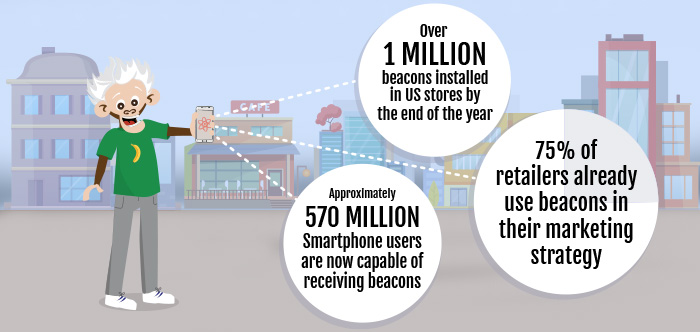 Over
1 MILLION
beacons installed
in US stores by
the end of the year
CAFE
75% of
retailers already
use beacons in
their marketing
strategy
Approximately
570 MILLION
Smartphone users
are now capable of
receiving beacons